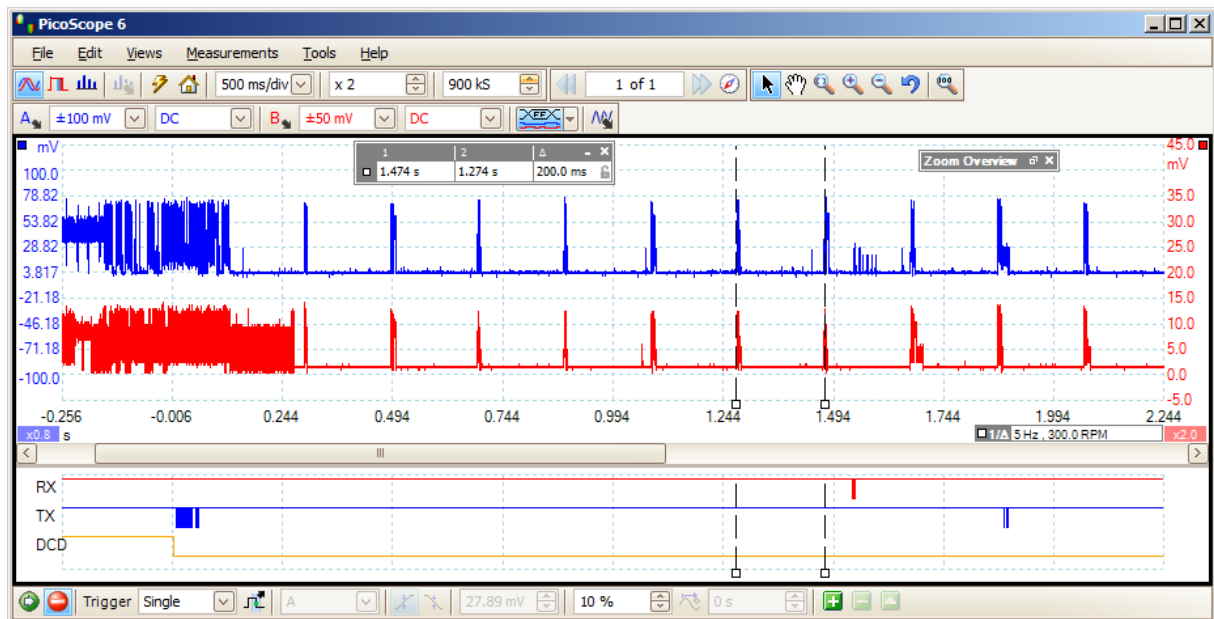 PicoScope 6
File Edit Views Measurements Tools Help
500 ms/div x 2 900 kS 1 of 1
A ±100 mV DC B ±50 mV DC
mV 45.0
1 2 Δ
1.474 s 1.274 s 200.0 ms
Zoom Overview
mV
100.0
78.82 35.0
53.82 30.0
28.82 25.0
3.817 20.0
-21.18 15.0
-46.18 10.0
-71.18 5.0
-100.0 0.0
-5.0
-0.256 -0.006 0.244 0.494 0.744 0.994 1.244 1.494 1.744 1.994 2.244
x0.8 s 1/Δ 5 Hz , 300.0 RPM x2.0
RX
TX
DCD
Trigger Single A 27.89 mV 10 % 0 s